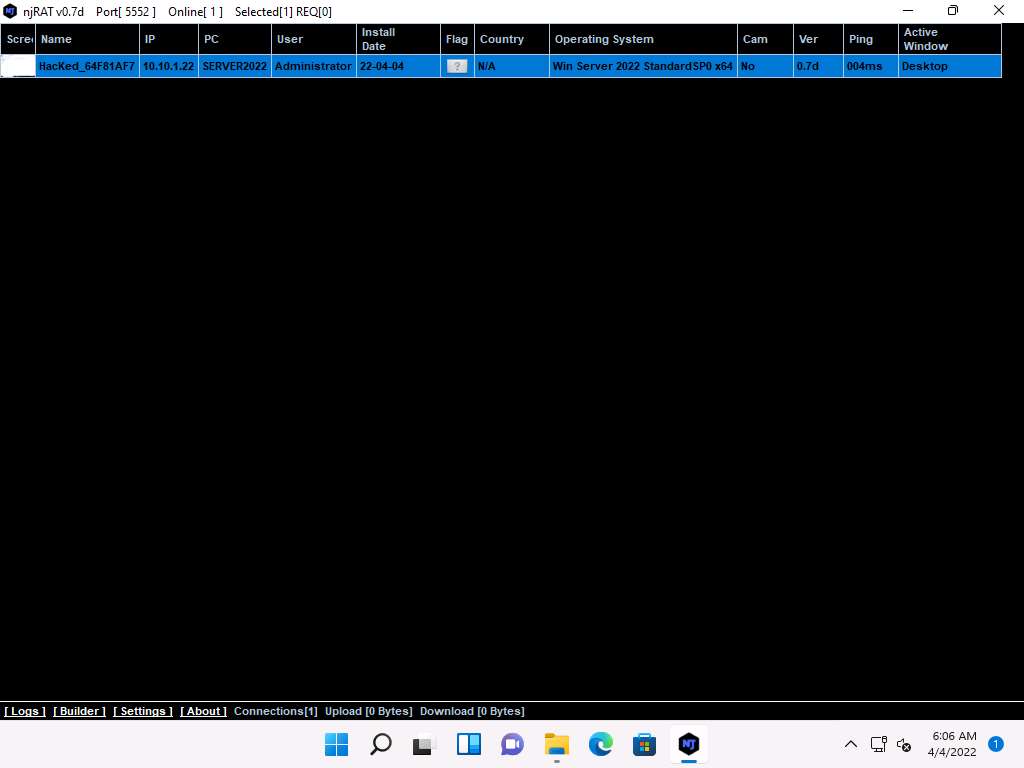 njRAT v0.7d    Port[ 5552 ]    Online[ 1 ]    Selected[1] REQ[0]
Scree Name IP PC User Install Date Flag Country Operating System Cam Ver Ping Active Window
HacKed_64F81AF7 10.10.1.22 SERVER2022 Administrator 22-04-04 ? N/A Win Server 2022 StandardSP0 x64 No 0.7d 004ms Desktop
[ Logs ] [ Builder ] [ Settings ] [ About ] Connections[1] Upload [0 Bytes] Download [0 Bytes]
NJ
6:06 AM
4/4/2022
1